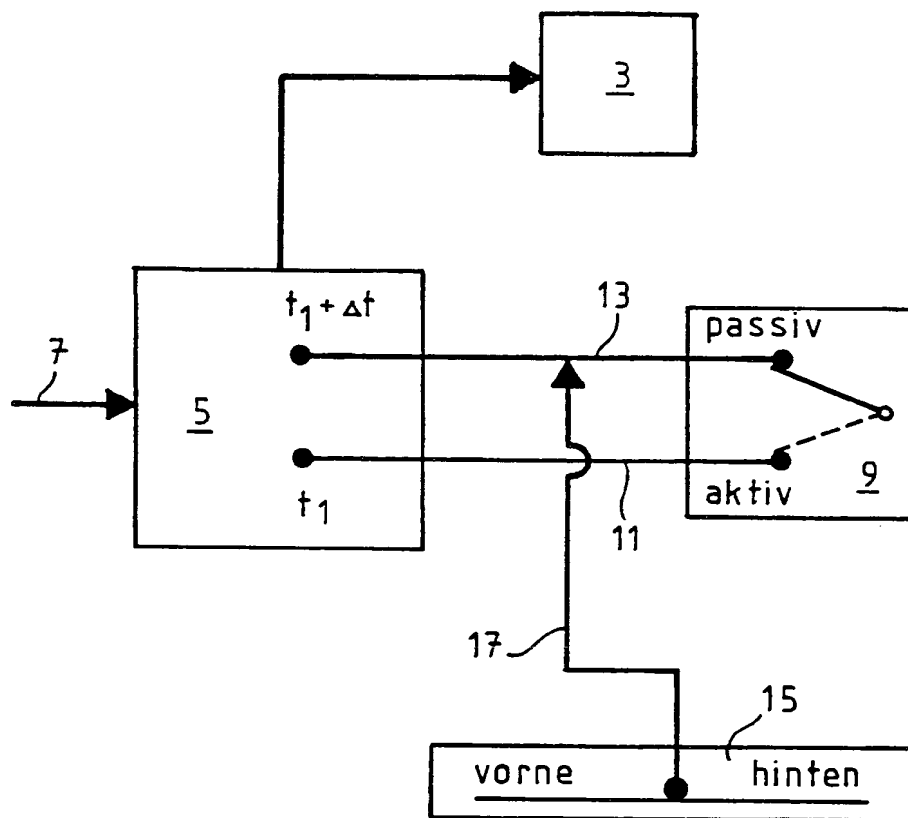 3
t₁ + Δt
13
passiv
7
5
9
t₁
aktiv
11
17
15
vorne
hinten